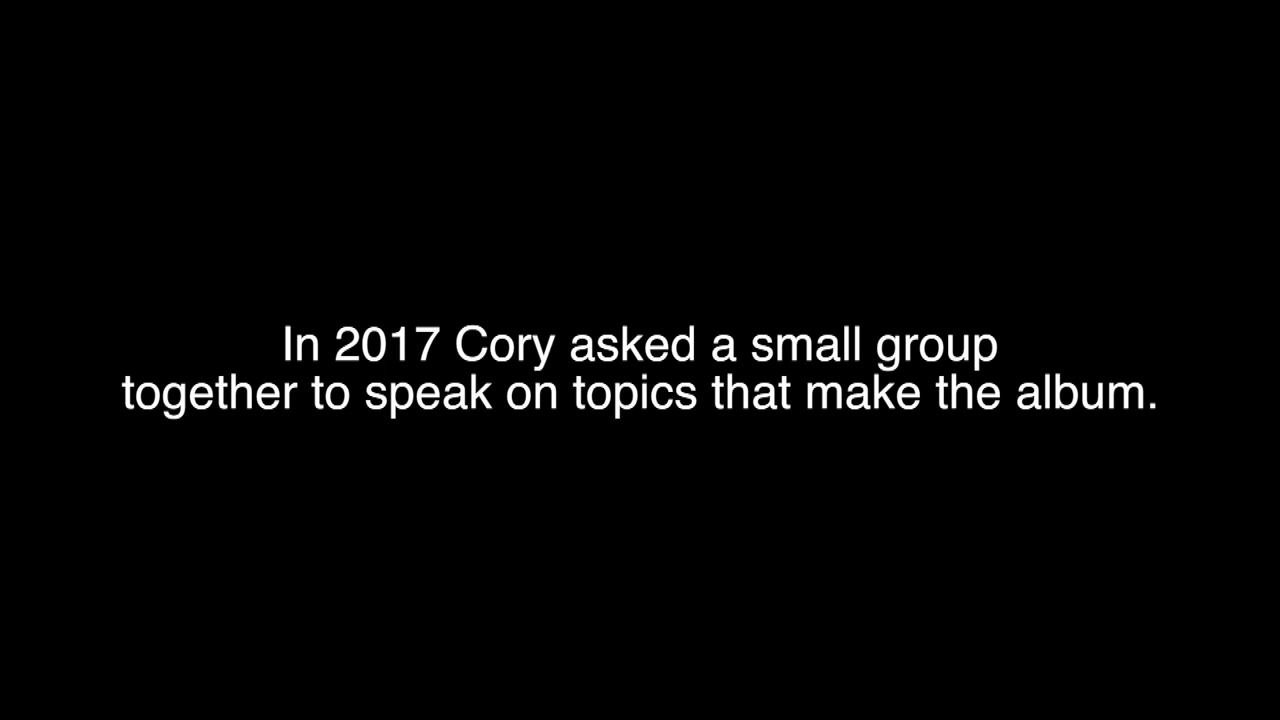 In 2017 Cory asked a small group
together to speak on topics that make the album.